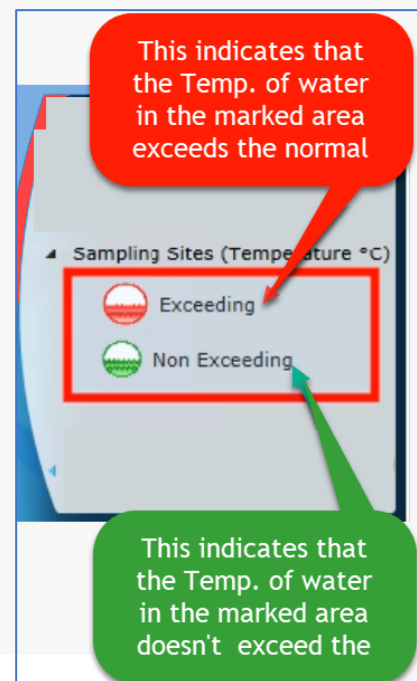 This indicates that
the Temp. of water
in the marked area
exceeds the normal
Sampling Sites (Temperature °C)
Exceeding
Non Exceeding
This indicates that
the Temp. of water
in the marked area
doesn't exceed the